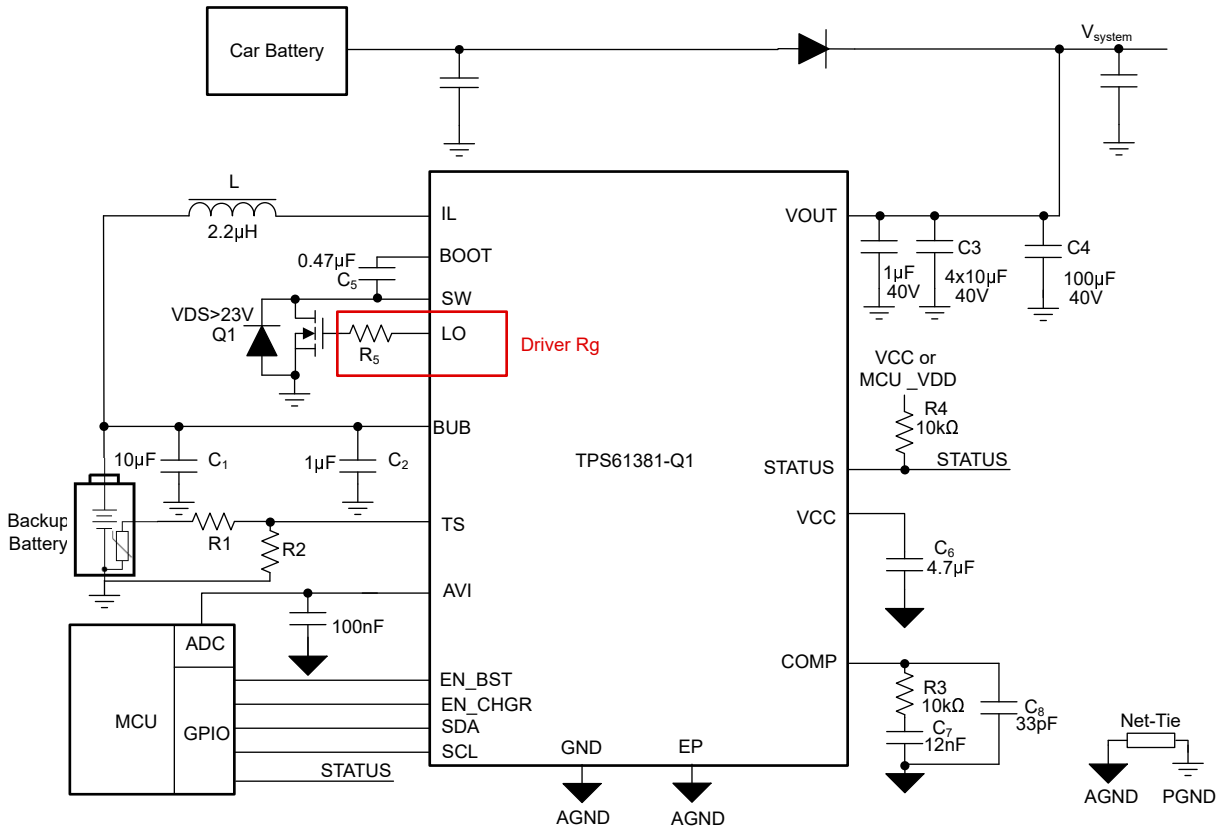 Car Battery
Vsystem
L
2.2µH
IL
VOUT
BOOT
0.47µF
C5
SW
VDS>23V
Q1
LO
R5
Driver Rg
1µF
40V
C3
4x10µF
40V
C4
100µF
40V
VCC or
MCU _VDD
R4
10kΩ
BUB
10µF
C1
1µF
C2
TPS61381-Q1
STATUS
STATUS
Backup
Battery
R1
R2
TS
VCC
C6
4.7µF
AVI
100nF
ADC
MCU
GPIO
EN_BST
EN_CHGR
SDA
SCL
STATUS
COMP
R3
10kΩ
C7
12nF
C8
33pF
GND
EP
AGND
AGND
Net-Tie
AGND
PGND